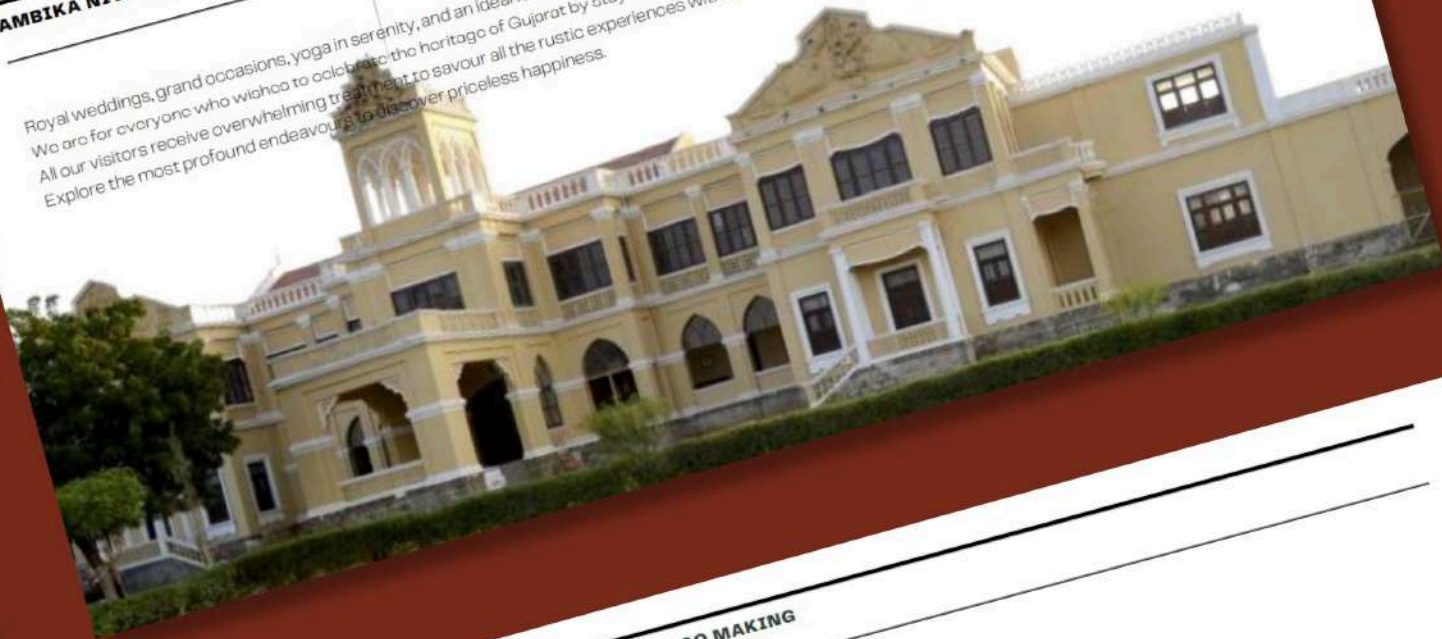 AMBIKA
Royal weddings, grand occasions, yoga in serenity, and an
We are for everyone who wishes to celebrate the heritage of Gujarat by
All our visitors receive overwhelming treatment to savour all the rustic experiences
Explore the most profound endeavours to discover priceless happiness.
MAKING